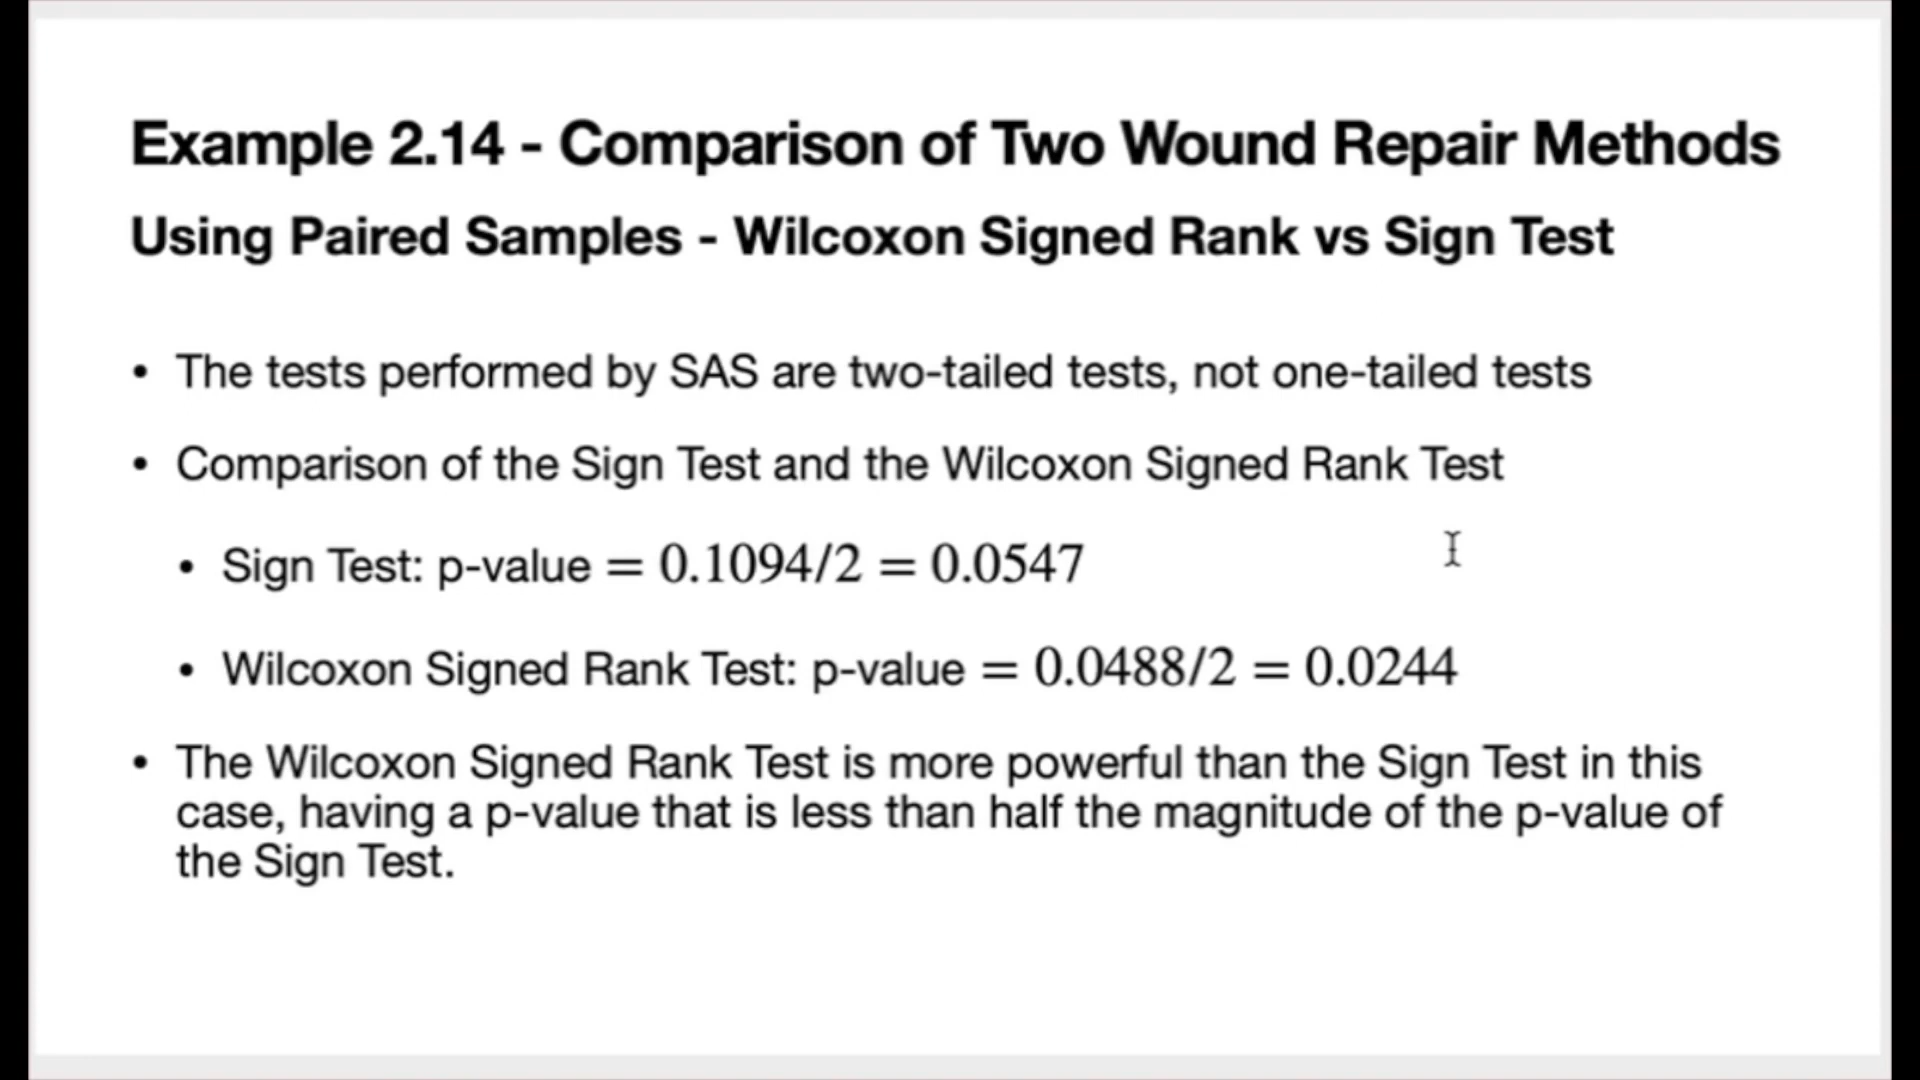 Example 2.14 - Comparison of Two Wound Repair Methods
Using Paired Samples - Wilcoxon Signed Rank vs Sign Test
• The tests performed by SAS are two-tailed tests, not one-tailed tests
• Comparison of the Sign Test and the Wilcoxon Signed Rank Test
• Sign Test: p-value = 0.1094/2 = 0.0547
• Wilcoxon Signed Rank Test: p-value = 0.0488/2 = 0.0244
• The Wilcoxon Signed Rank Test is more powerful than the Sign Test in this
case, having a p-value that is less than half the magnitude of the p-value of
the Sign Test.